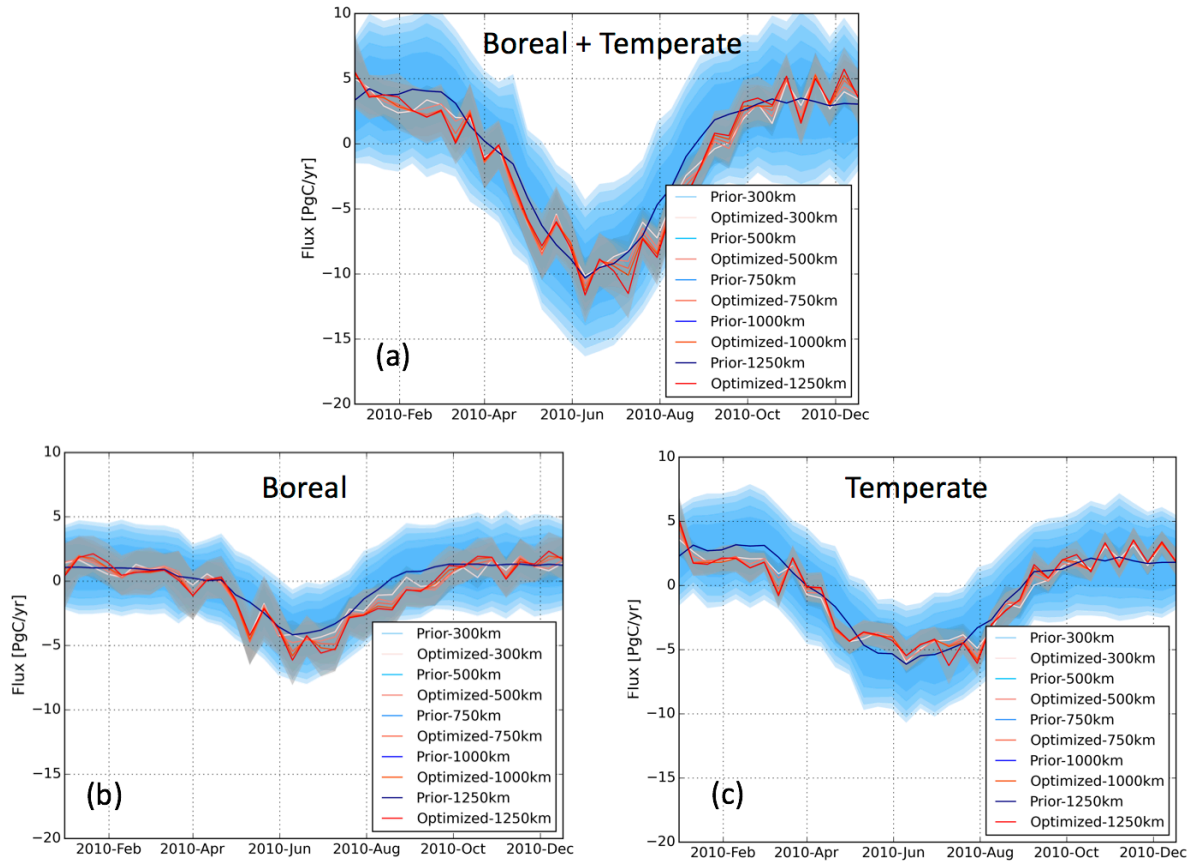 Boreal + Temperate
10
5
0
−5
−10
−15
−20
Flux [PgC/yr]
(a)
Prior-300km
Optimized-300km
Prior-500km
Optimized-500km
Prior-750km
Optimized-750km
Prior-1000km
Optimized-1000km
Prior-1250km
Optimized-1250km
2010-Feb 2010-Apr 2010-Jun 2010-Aug 2010-Oct 2010-Dec
Boreal
10
5
0
−5
−10
−15
−20
Flux [PgC/yr]
(b)
Prior-300km
Optimized-300km
Prior-500km
Optimized-500km
Prior-750km
Optimized-750km
Prior-1000km
Optimized-1000km
Prior-1250km
Optimized-1250km
2010-Feb 2010-Apr 2010-Jun 2010-Aug 2010-Oct 2010-Dec
Temperate
10
5
0
−5
−10
−15
−20
Flux [PgC/yr]
(c)
Prior-300km
Optimized-300km
Prior-500km
Optimized-500km
Prior-750km
Optimized-750km
Prior-1000km
Optimized-1000km
Prior-1250km
Optimized-1250km
2010-Feb 2010-Apr 2010-Jun 2010-Aug 2010-Oct 2010-Dec